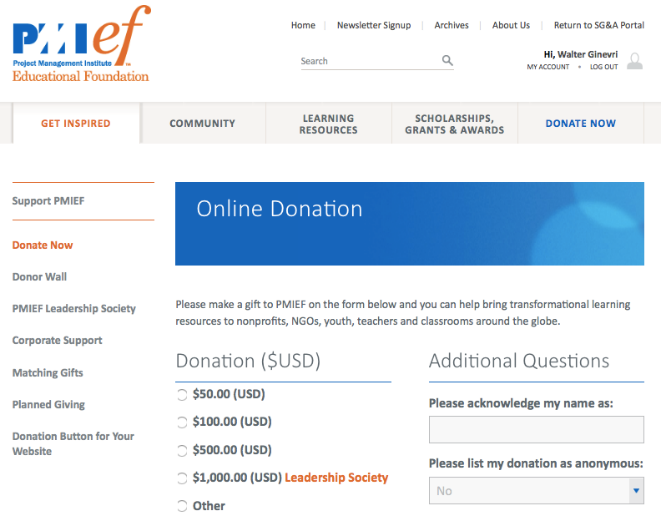 PMI ef
Project Management Institute
Educational Foundation
Home
Newsletter Signup
Archives
About Us
Return to SG&A Portal
Search
Hi, Walter Ginevri
MY ACCOUNT • LOG OUT
GET INSPIRED
COMMUNITY
LEARNING
RESOURCES
SCHOLARSHIPS,
GRANTS & AWARDS
DONATE NOW
Support PMIEF
Donate Now
Donor Wall
PMIEF Leadership Society
Corporate Support
Matching Gifts
Planned Giving
Donation Button for Your
Website
Online Donation
Please make a gift to PMIEF on the form below and you can help bring transformational learning
resources to nonprofits, NGOs, youth, teachers and classrooms around the globe.
Donation ($USD)
$50.00 (USD)
$100.00 (USD)
$500.00 (USD)
$1,000.00 (USD) Leadership Society
Other
Additional Questions
Please acknowledge my name as:
Please list my donation as anonymous:
No